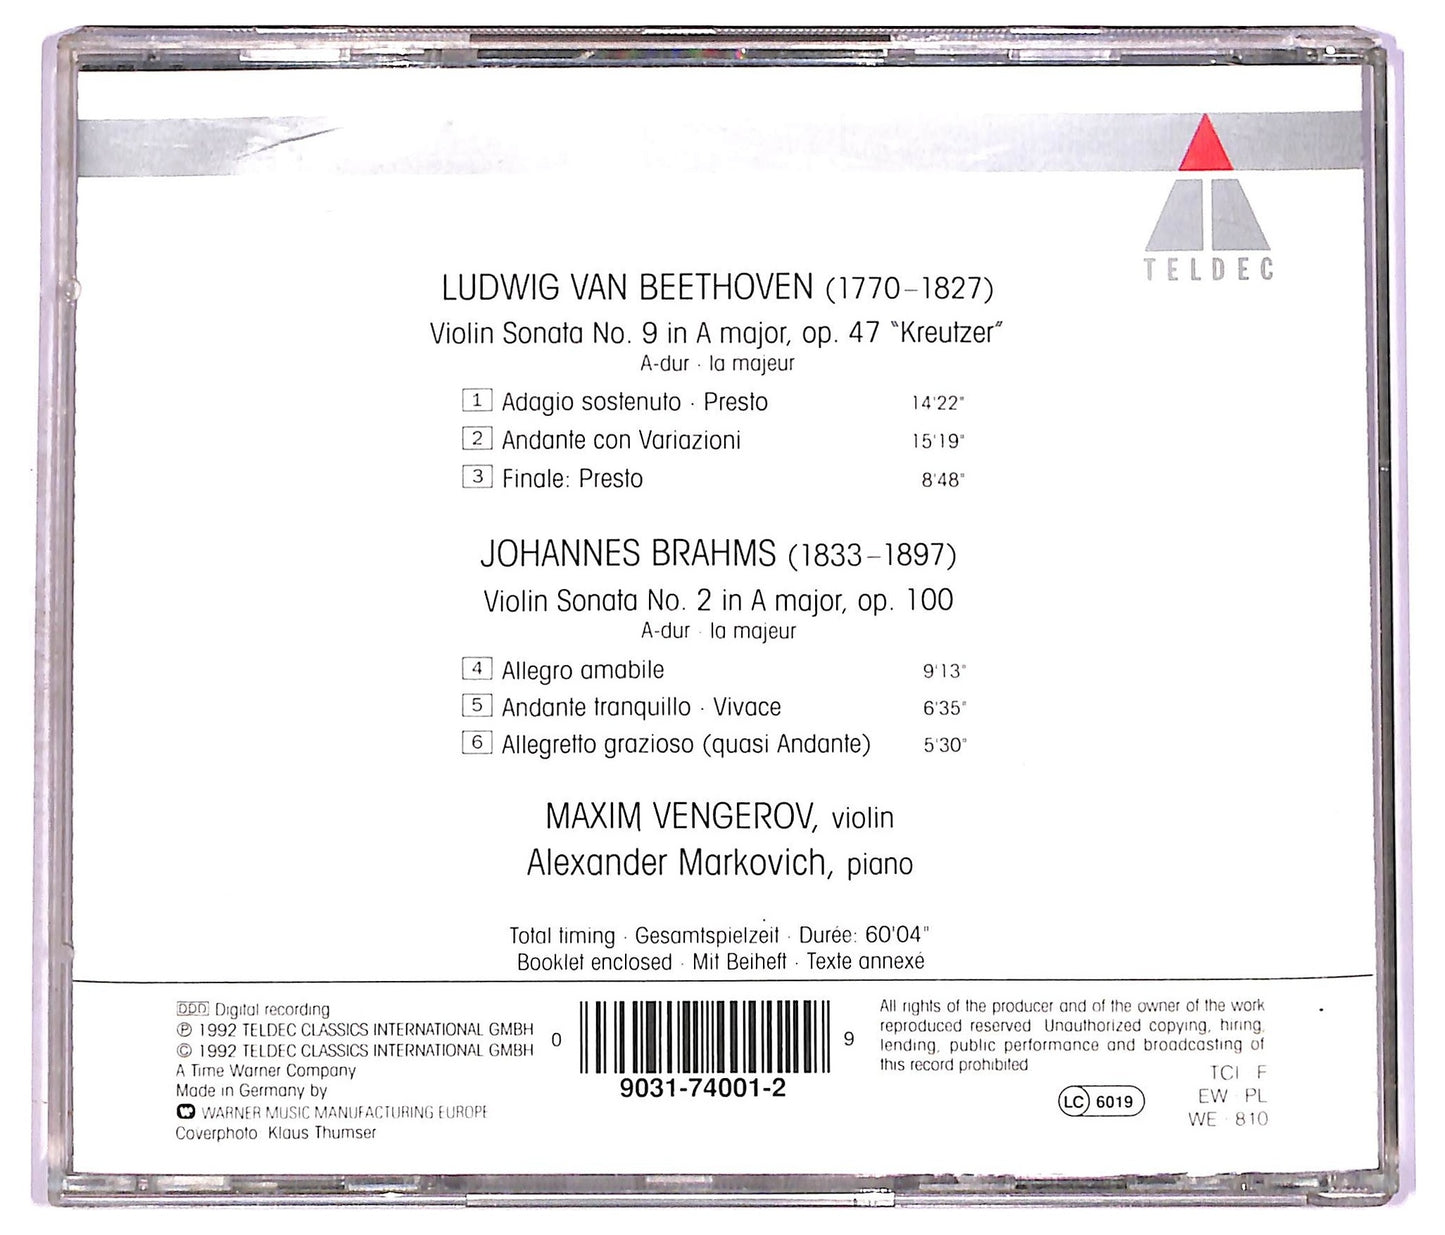 TELDEC
LUDWIG VAN BEETHOVEN (1770–1827)
Violin Sonata No. 9 in A major, op. 47 "Kreutzer"
A-dur · la majeur
1 Adagio sostenuto · Presto 14'22"
2 Andante con Variazioni 15'19"
3 Finale: Presto 8'48"
JOHANNES BRAHMS (1833–1897)
Violin Sonata No. 2 in A major, op. 100
A-dur · la majeur
4 Allegro amabile 9'13"
5 Andante tranquillo · Vivace 6'35"
6 Allegretto grazioso (quasi Andante) 5'30"
MAXIM VENGEROV, violin
Alexander Markovich, piano
Total timing · Gesamtspielzeit · Durée: 60'04"
Booklet enclosed · Mit Beiheft · Texte annexé
DDD Digital recording
℗ 1992 TELDEC CLASSICS INTERNATIONAL GMBH
© 1992 TELDEC CLASSICS INTERNATIONAL GMBH
A Time Warner Company
Made in Germany by
WARNER MUSIC MANUFACTURING EUROPE
Coverphoto Klaus Thumser
0 9
9031-74001-2
All rights of the producer and of the owner of the work
reproduced reserved Unauthorized copying, hiring,
lending, public performance and broadcasting of
this record prohibited
LC 6019
TCI F
EW · PL
WE · 810